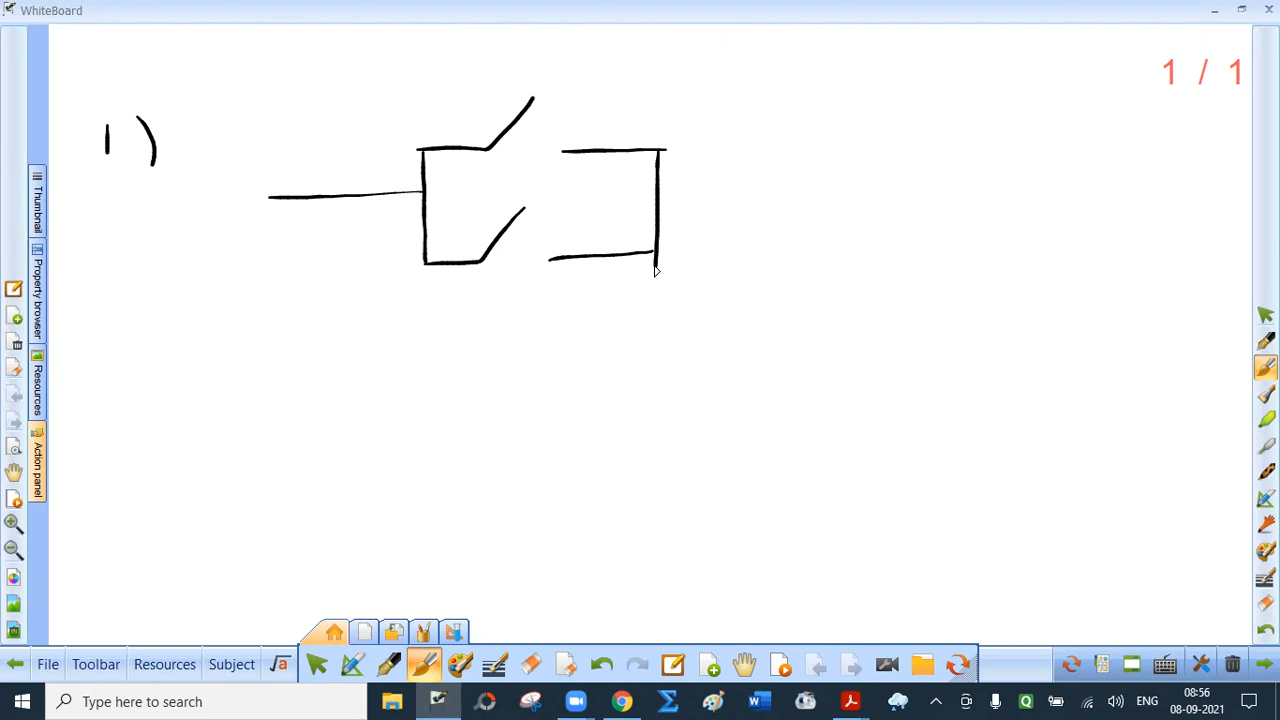 WhiteBoard
1 / 1
1)
Thumbnail
Property browser
Resources
Action panel
File
Toolbar
Resources
Subject
√a
Type here to search
ENG
08:56
08-09-2021